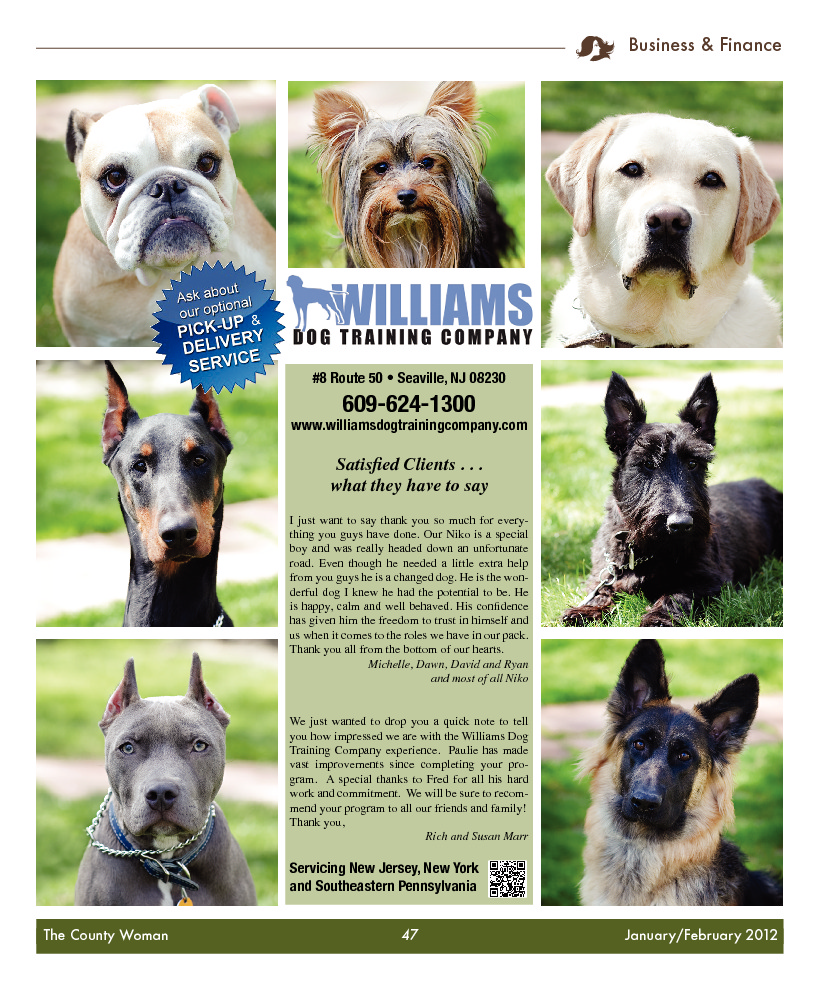 Business & Finance
Ask about
our optional
PICK-UP &
DELIVERY
SERVICE
WILLIAMS
DOG TRAINING COMPANY
#8 Route 50 • Seaville, NJ 08230
609-624-1300
www.williamsdogtrainingcompany.com
Satisfied Clients . . .
what they have to say
I just want to say thank you so much for every-
thing you guys have done. Our Niko is a special
boy and was really headed down an unfortunate
road. Even though he needed a little extra help
from you guys he is a changed dog. He is the won-
derful dog I knew he had the potential to be. He
is happy, calm and well behaved. His confidence
has given him the freedom to trust in himself and
us when it comes to the roles we have in our pack.
Thank you all from the bottom of our hearts.
Michelle, Dawn, David and Ryan
and most of all Niko
We just wanted to drop you a quick note to tell
you how impressed we are with the Williams Dog
Training Company experience. Paulie has made
vast improvements since completing your pro-
gram. A special thanks to Fred for all his hard
work and commitment. We will be sure to recom-
mend your program to all our friends and family!
Thank you,
Rich and Susan Marr
Servicing New Jersey, New York
and Southeastern Pennsylvania
The County Woman
47
January/February 2012